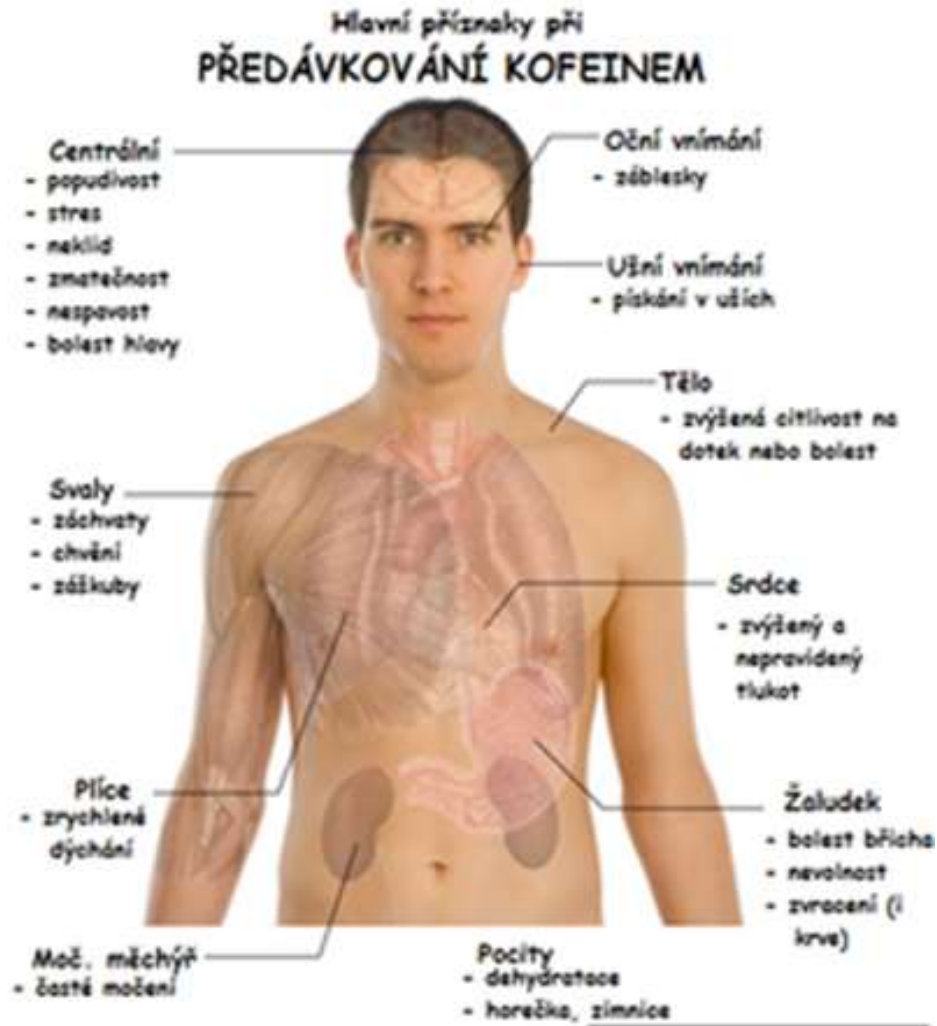 Hlavní příznaky při
PŘEDÁVKOVÁNÍ KOFEINEM
Centrální
- popudivost
- stres
- neklid
- zmatečnost
- nespavost
- bolest hlavy
Oční vnímání
- záblesky
Ušní vnímání
- pískání v uších
Tělo
- zvýšená citlivost na
dotek nebo bolest
Svaly
- záchvaty
- chvění
- záškuby
Srdce
- zvýšený a
nepravidený
tlukot
Plíce
- zrychlené
dýchání
Žaludek
- bolest břicha
- nevolnost
- zvracení (i
krve)
Moč. měchýř
- časté močení
Pocity
- dehydratace
- horečka, zimnice